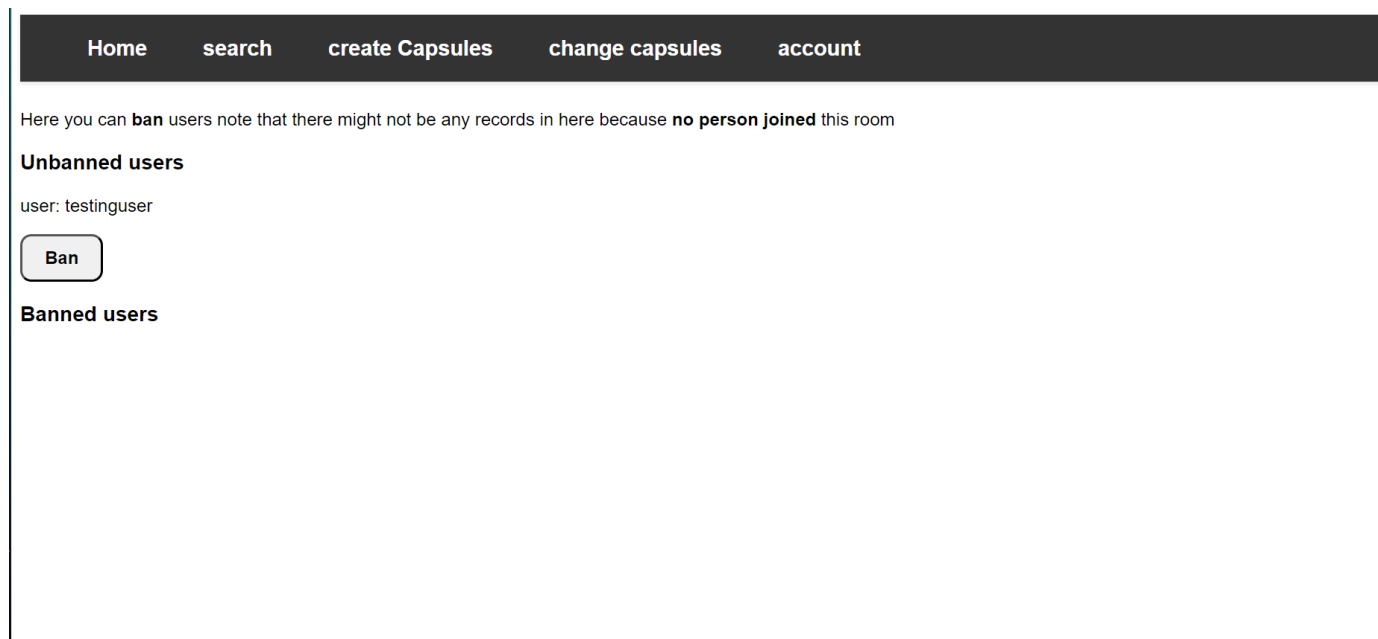 Home search create Capsules change capsules account
Here you can ban users note that there might not be any records in here because no person joined this room
Unbanned users
user: testinguser
Ban
Banned users